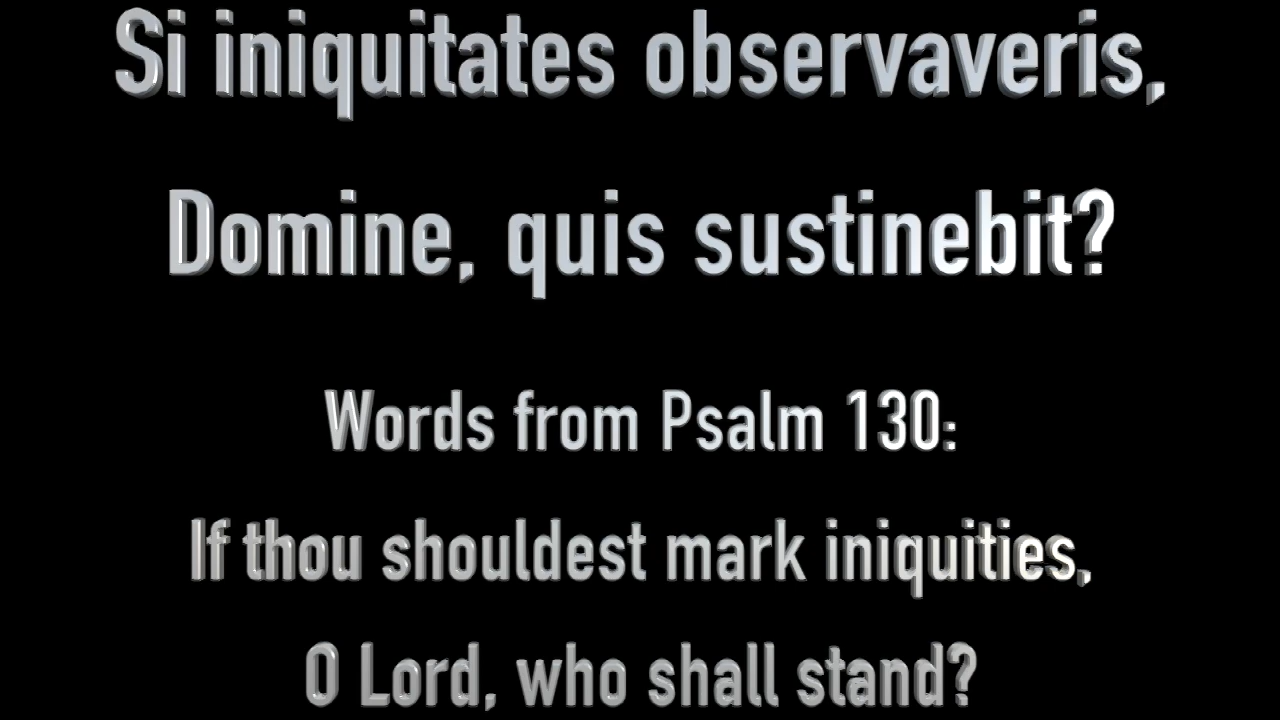 Si iniquitates observaveris,
Domine, quis sustinebit?
Words from Psalm 130:
If thou shouldest mark iniquities,
O Lord, who shall stand?